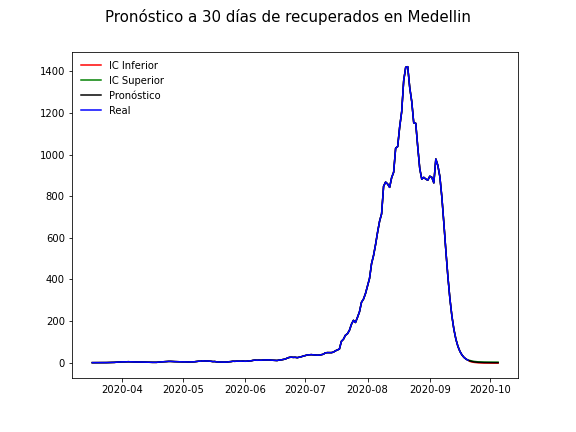 Pronóstico a 30 días de recuperados en Medellin
IC Inferior
IC Superior
Pronóstico
Real
1400
1200
1000
800
600
400
200
0
2020-04 2020-05 2020-06 2020-07 2020-08 2020-09 2020-10